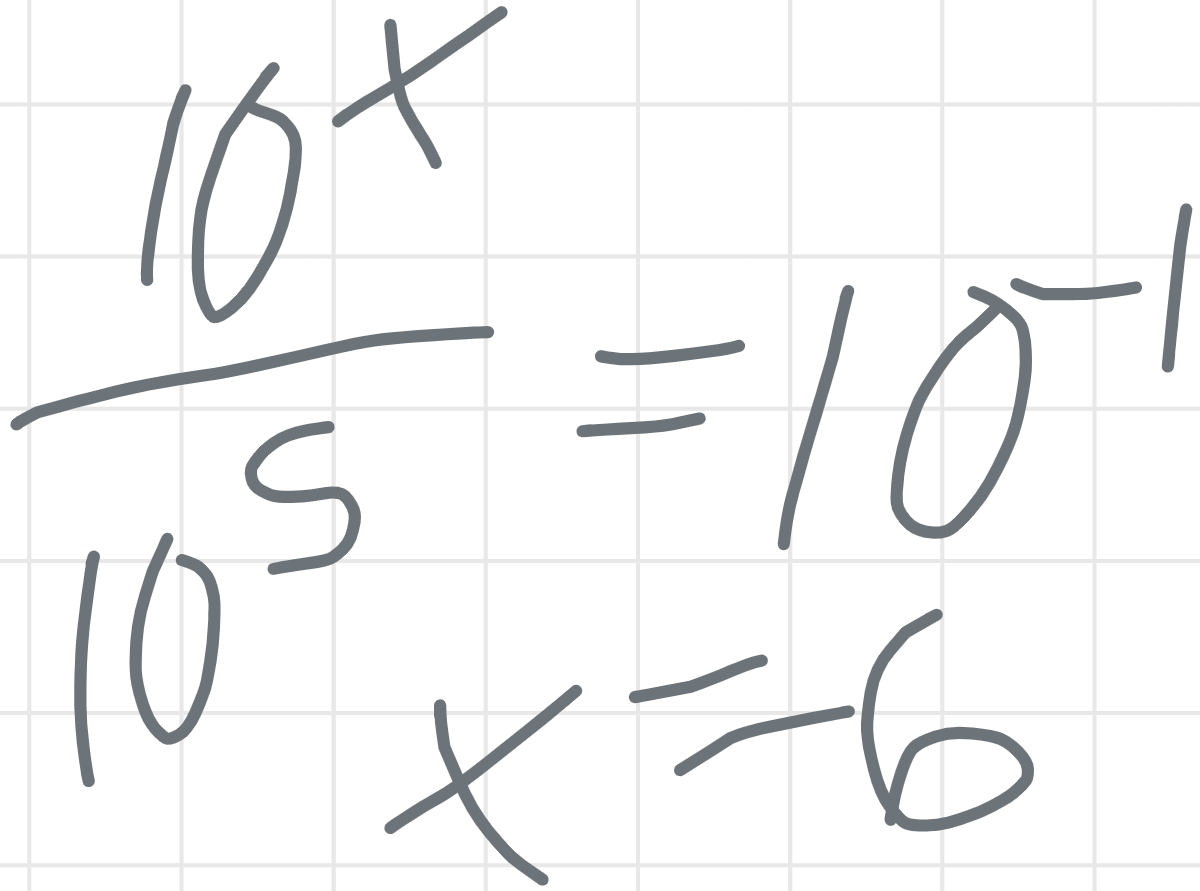 10^x / 10^5 = 10^-1
x = 6